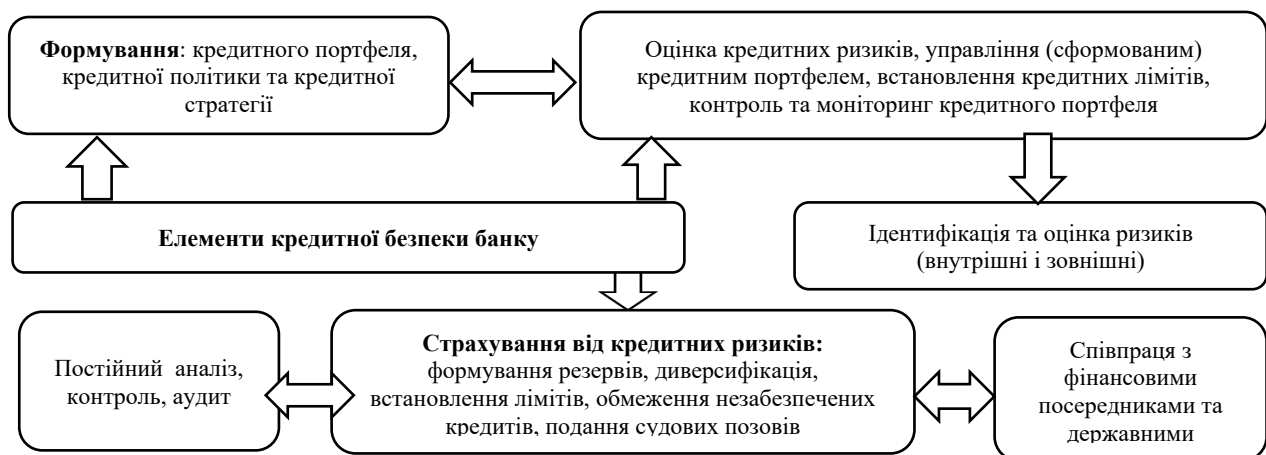 Формування: кредитного портфеля,
кредитної політики та кредитної
стратегії
Оцінка кредитних ризиків, управління (сформованим)
кредитним портфелем, встановлення кредитних лімітів,
контроль та моніторинг кредитного портфеля
Елементи кредитної безпеки банку
Ідентифікація та оцінка ризиків
(внутрішні і зовнішні)
Постійний аналіз,
контроль, аудит
Страхування від кредитних ризиків:
формування резервів, диверсифікація,
встановлення лімітів, обмеження незабезпечених
кредитів, подання судових позовів
Співпраця з
фінансовими
посередниками та
державними